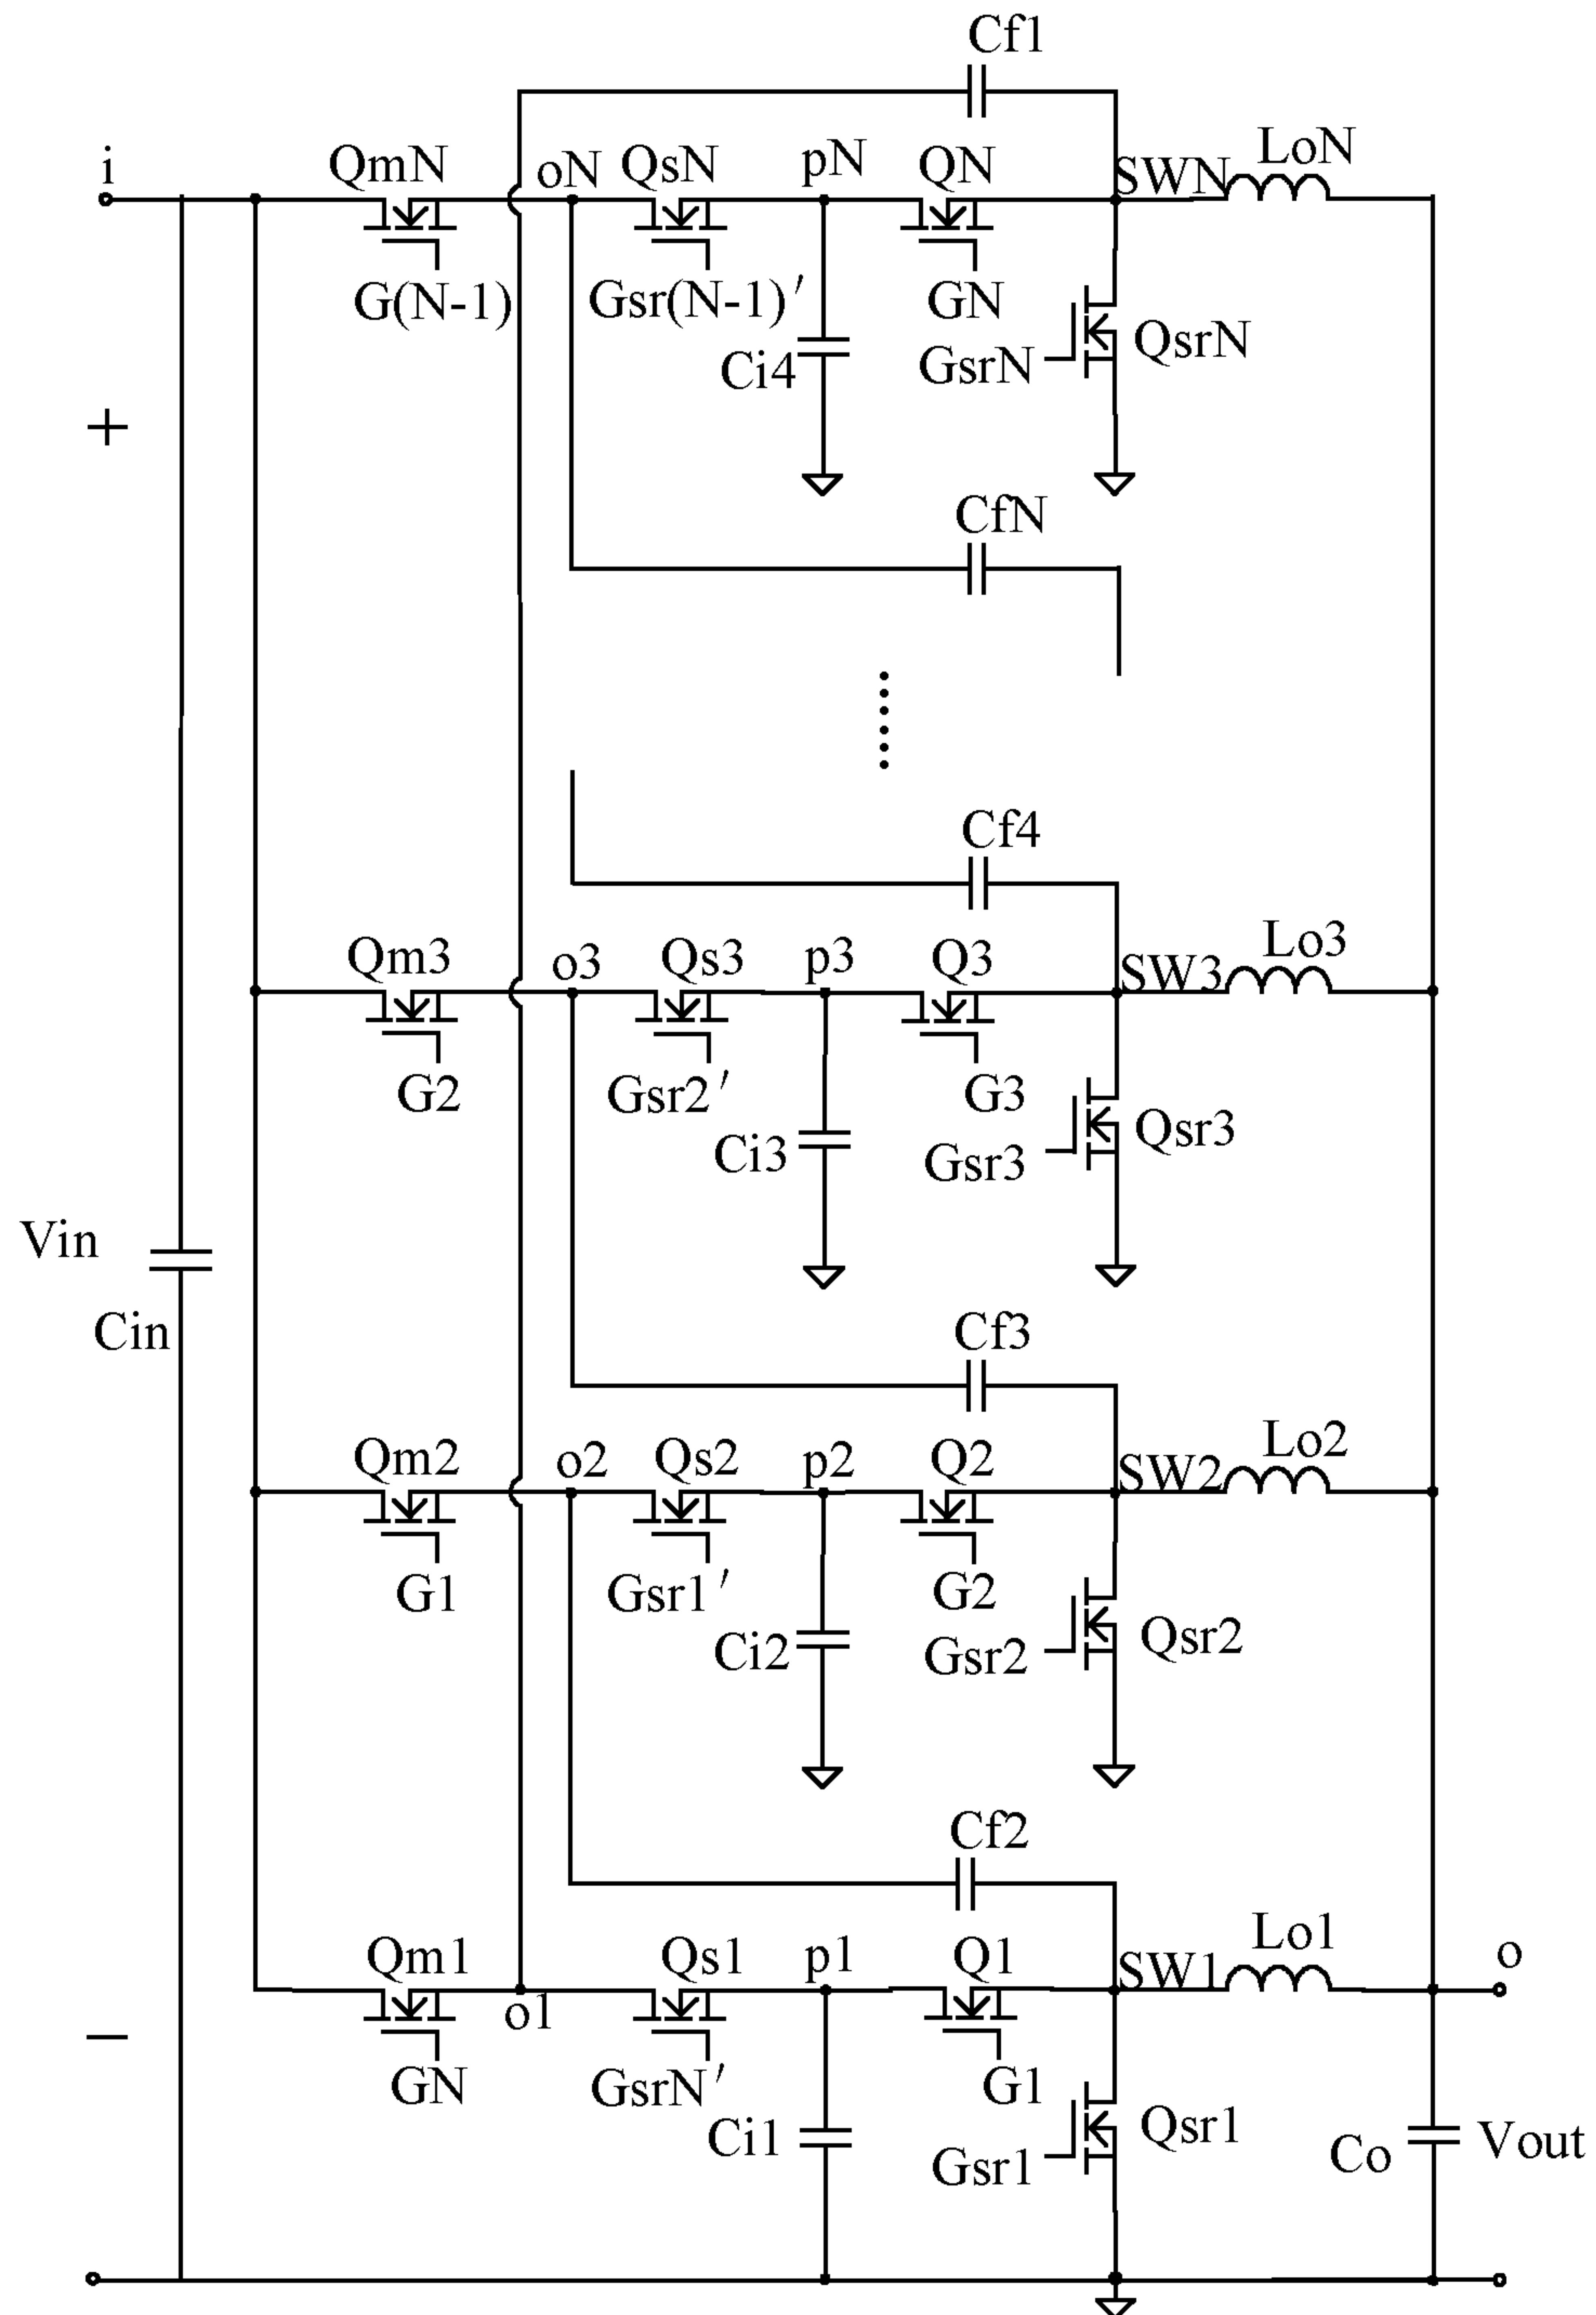 Cf1
i QmN oN QsN pN QN SWN LoN
G(N-1) Gsr(N-1)′ GN
Ci4 GsrN QsrN
+
CfN
......
Cf4
Qm3 o3 Qs3 p3 Q3 SW3 Lo3
G2 Gsr2′ G3
Ci3 Gsr3 Qsr3
Vin
Cin
Cf3
Qm2 o2 Qs2 p2 Q2 SW2 Lo2
G1 Gsr1′ G2
Ci2 Gsr2 Qsr2
Cf2
Qm1 o1 Qs1 p1 Q1 SW1 Lo1 o
−
GN GsrN′ G1
Ci1 Gsr1 Qsr1 Co Vout